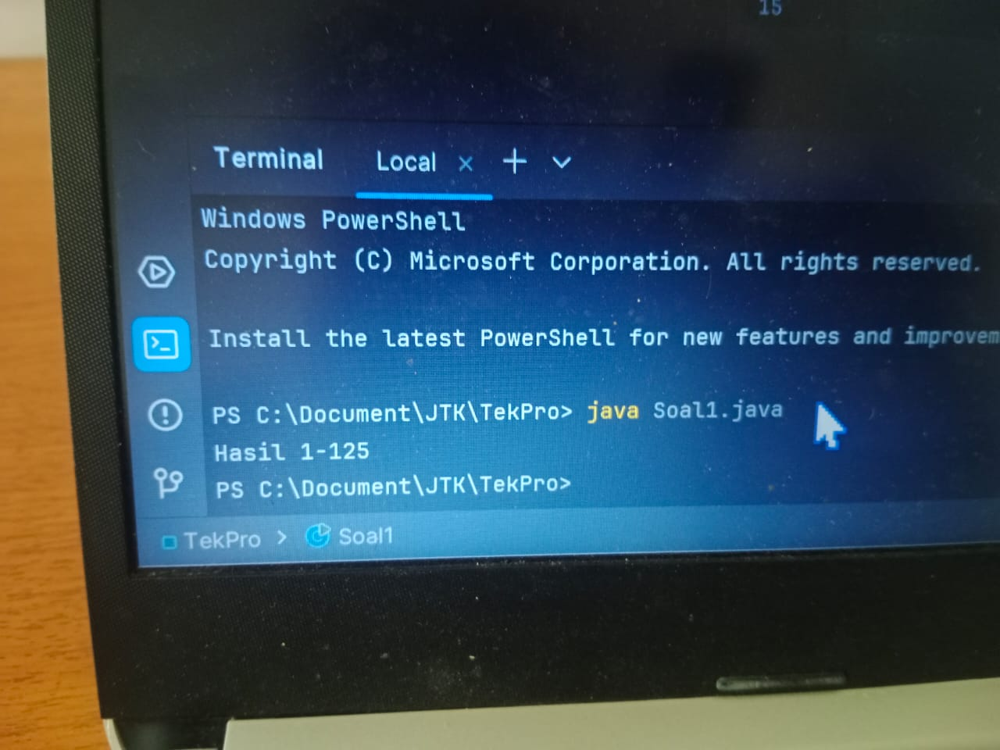 15
Terminal Local
Windows PowerShell
Copyright (C) Microsoft Corporation. All rights reserved.
Install the latest PowerShell for new features and improvem
PS C:\Document\JTK\TekPro> java Soal1.java
Hasil 1-125
PS C:\Document\JTK\TekPro>
TekPro > Soal1